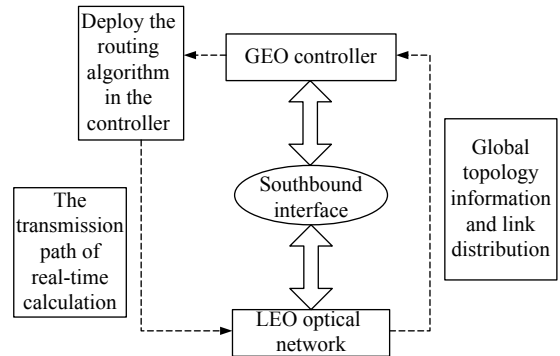 Deploy the
routing
algorithm
in the
controller
GEO controller
Global
topology
information
and link
distribution
Southbound
interface
The
transmission
path of
real-time
calculation
LEO optical
network